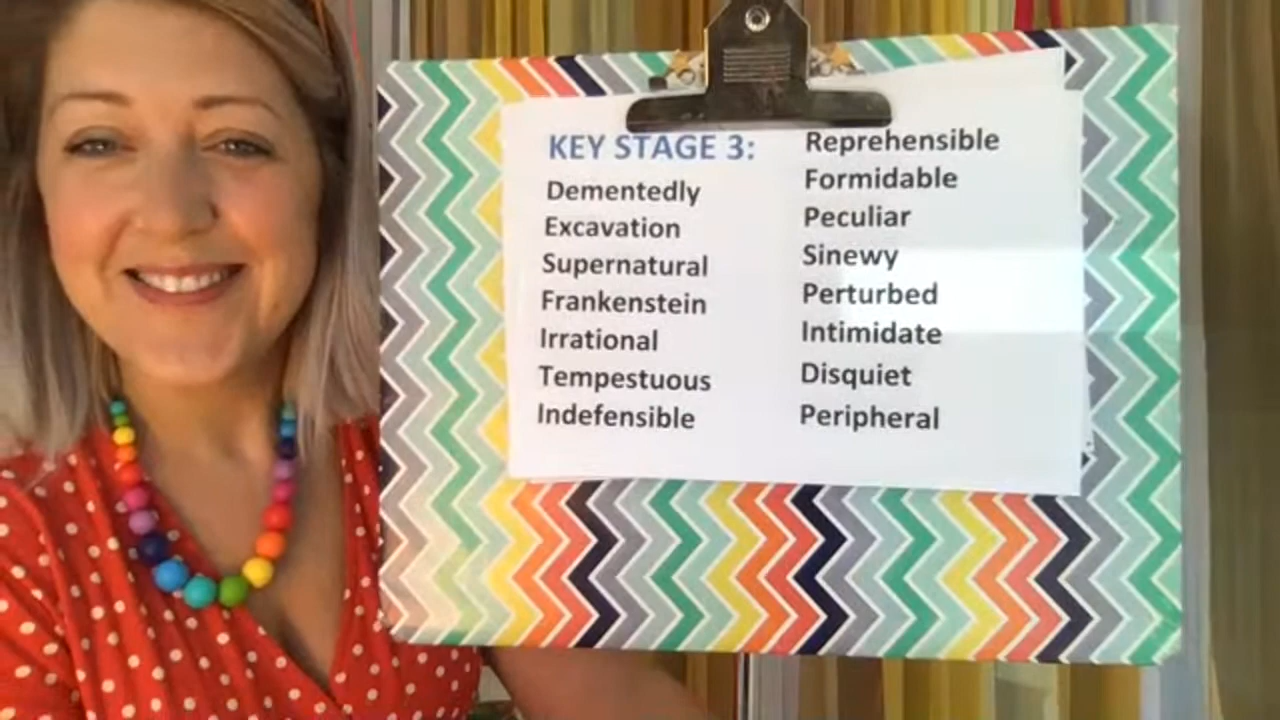 KEY STAGE 3:
Dementedly
Excavation
Supernatural
Frankenstein
Irrational
Tempestuous
Indefensible
Reprehensible
Formidable
Peculiar
Sinewy
Perturbed
Intimidate
Disquiet
Peripheral